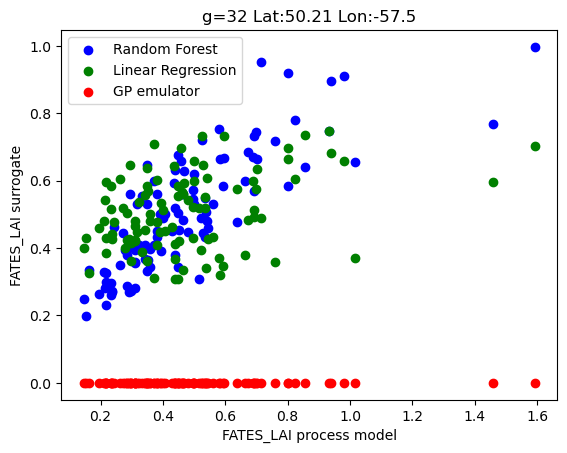 g=32 Lat:50.21 Lon:-57.5
Random Forest
Linear Regression
GP emulator
FATES_LAI surrogate
1.0
0.8
0.6
0.4
0.2
0.0
0.2 0.4 0.6 0.8 1.0 1.2 1.4 1.6
FATES_LAI process model